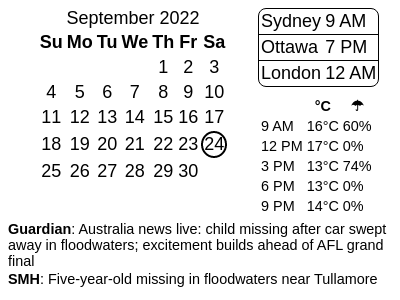 September 2022
Su Mo Tu We Th Fr Sa
1 2 3
4 5 6 7 8 9 10
11 12 13 14 15 16 17
18 19 20 21 22 23 24
25 26 27 28 29 30
Sydney 9 AM
Ottawa 7 PM
London 12 AM
°C ☂
9 AM 16°C 60%
12 PM 17°C 0%
3 PM 13°C 74%
6 PM 13°C 0%
9 PM 14°C 0%
Guardian: Australia news live: child missing after car swept
away in floodwaters; excitement builds ahead of AFL grand
final
SMH: Five-year-old missing in floodwaters near Tullamore